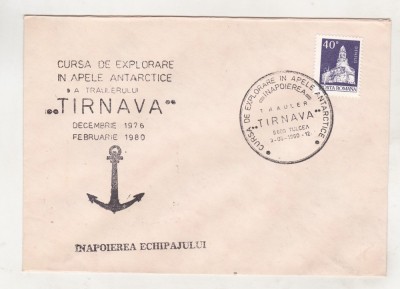 CURSA DE EXPLORARE
IN APELE ANTARCTICE
A TRAULERULUI
"TIRNAVA"
DECEMBRIE 1976
FEBRUARIE 1980
INAPOIEREA ECHIPAJULUI
CURSA DE EXPLORARE IN APELE ANTARCTICE
INAPOIEREA
TRAULER
"TIRNAVA"
TULCEA
40
POSTA ROMANA